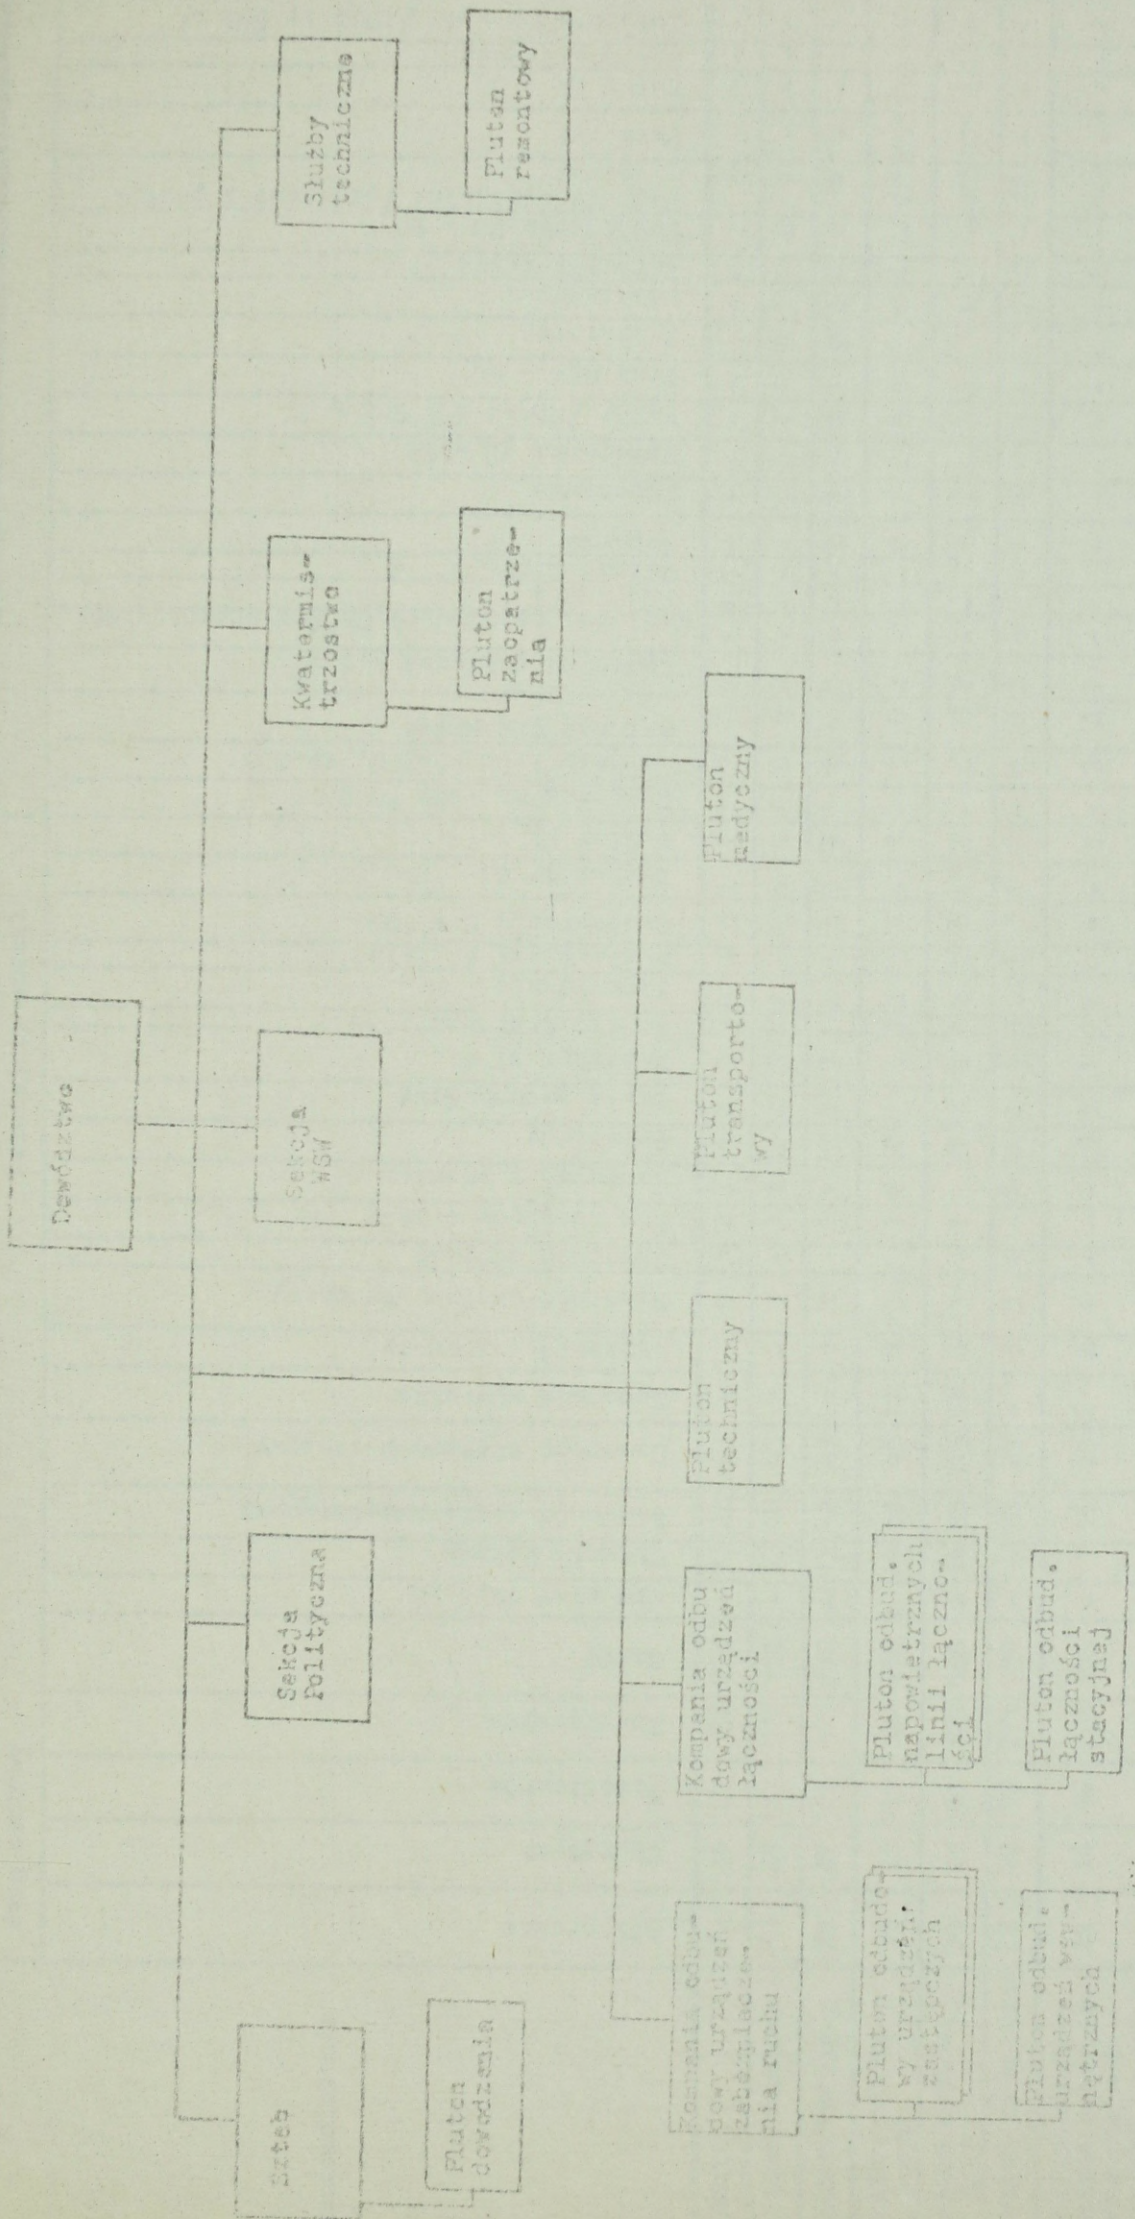 Dowództwo
Sztab
Sekcja
Polityczna
Sekcja
WSW
Kwatermis-
trzostwo
Służby
techniczne
Pluton
dowodzenia
Pluton
zaopatrze-
nia
Pluton
remontowy
Kompania odbu-
dowy urządzeń
zabezpiecze-
nia ruchu
Kompania odbu
dowy urządzeń
łączności
Pluton
techniczny
Pluton
transporto-
wy
Pluton
medyczny
Pluton odbudo-
wy urządzeń
zastępczych
Pluton odbud.
napowietrznych
linii łączno-
ści
Pluton odbud.
urządzeń wew-
nętrznych
Pluton odbud.
łączności
stacyjnej